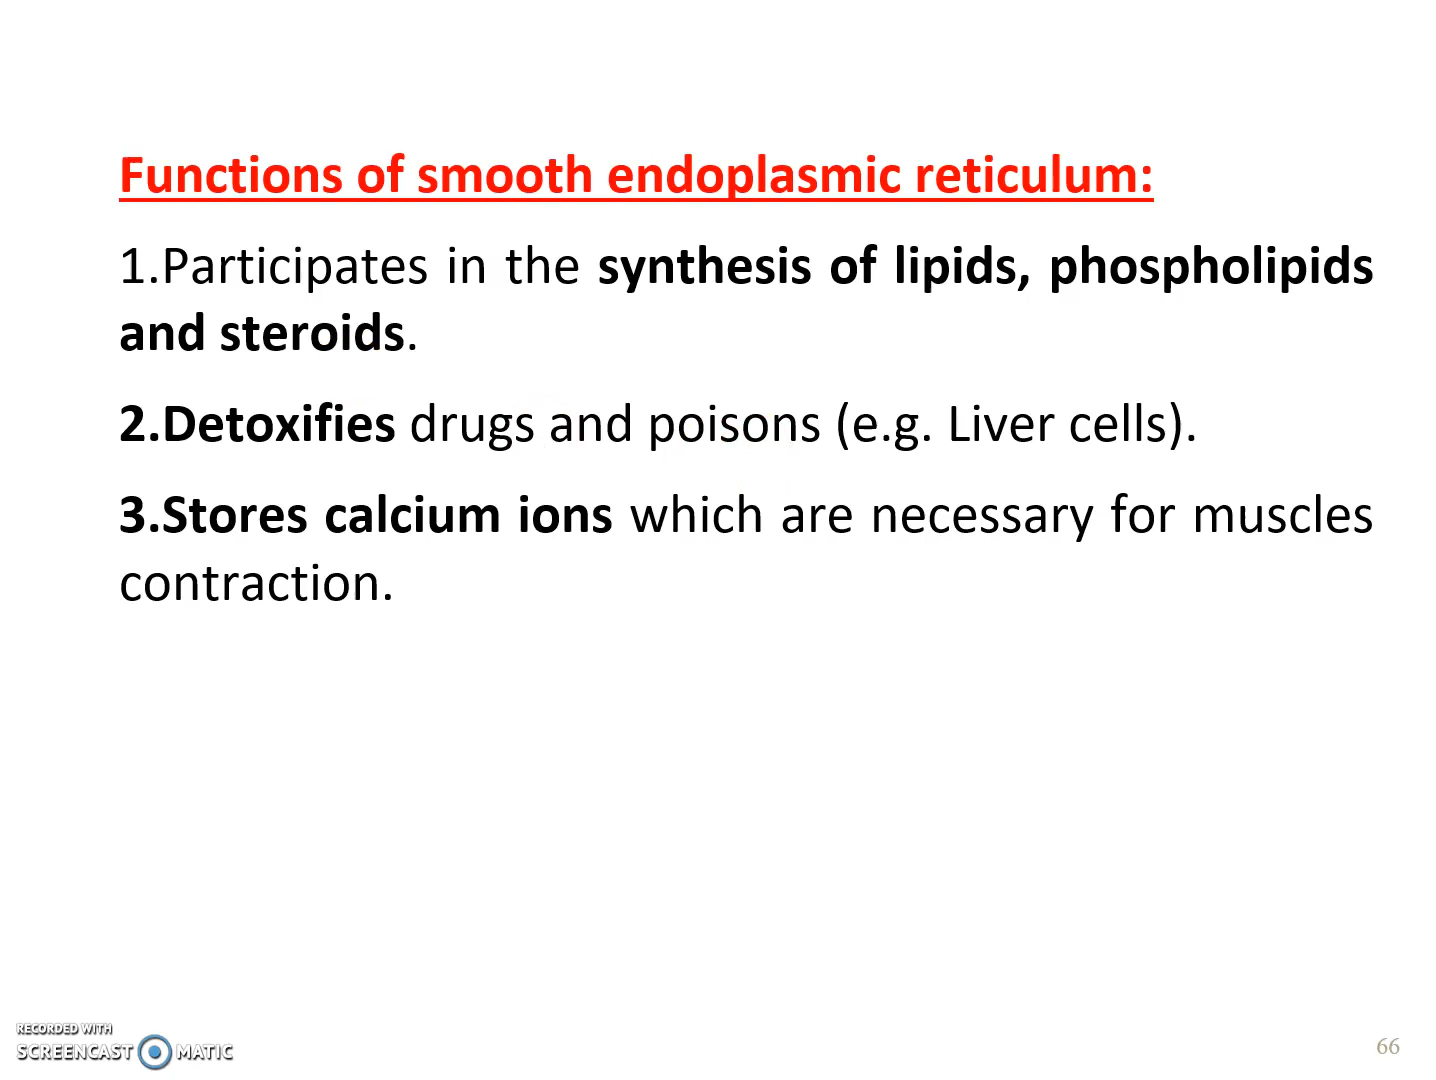 Functions of smooth endoplasmic reticulum:
1.Participates in the synthesis of lipids, phospholipids
and steroids.
2.Detoxifies drugs and poisons (e.g. Liver cells).
3.Stores calcium ions which are necessary for muscles
contraction.
RECORDED WITH
SCREENCAST MATIC
66